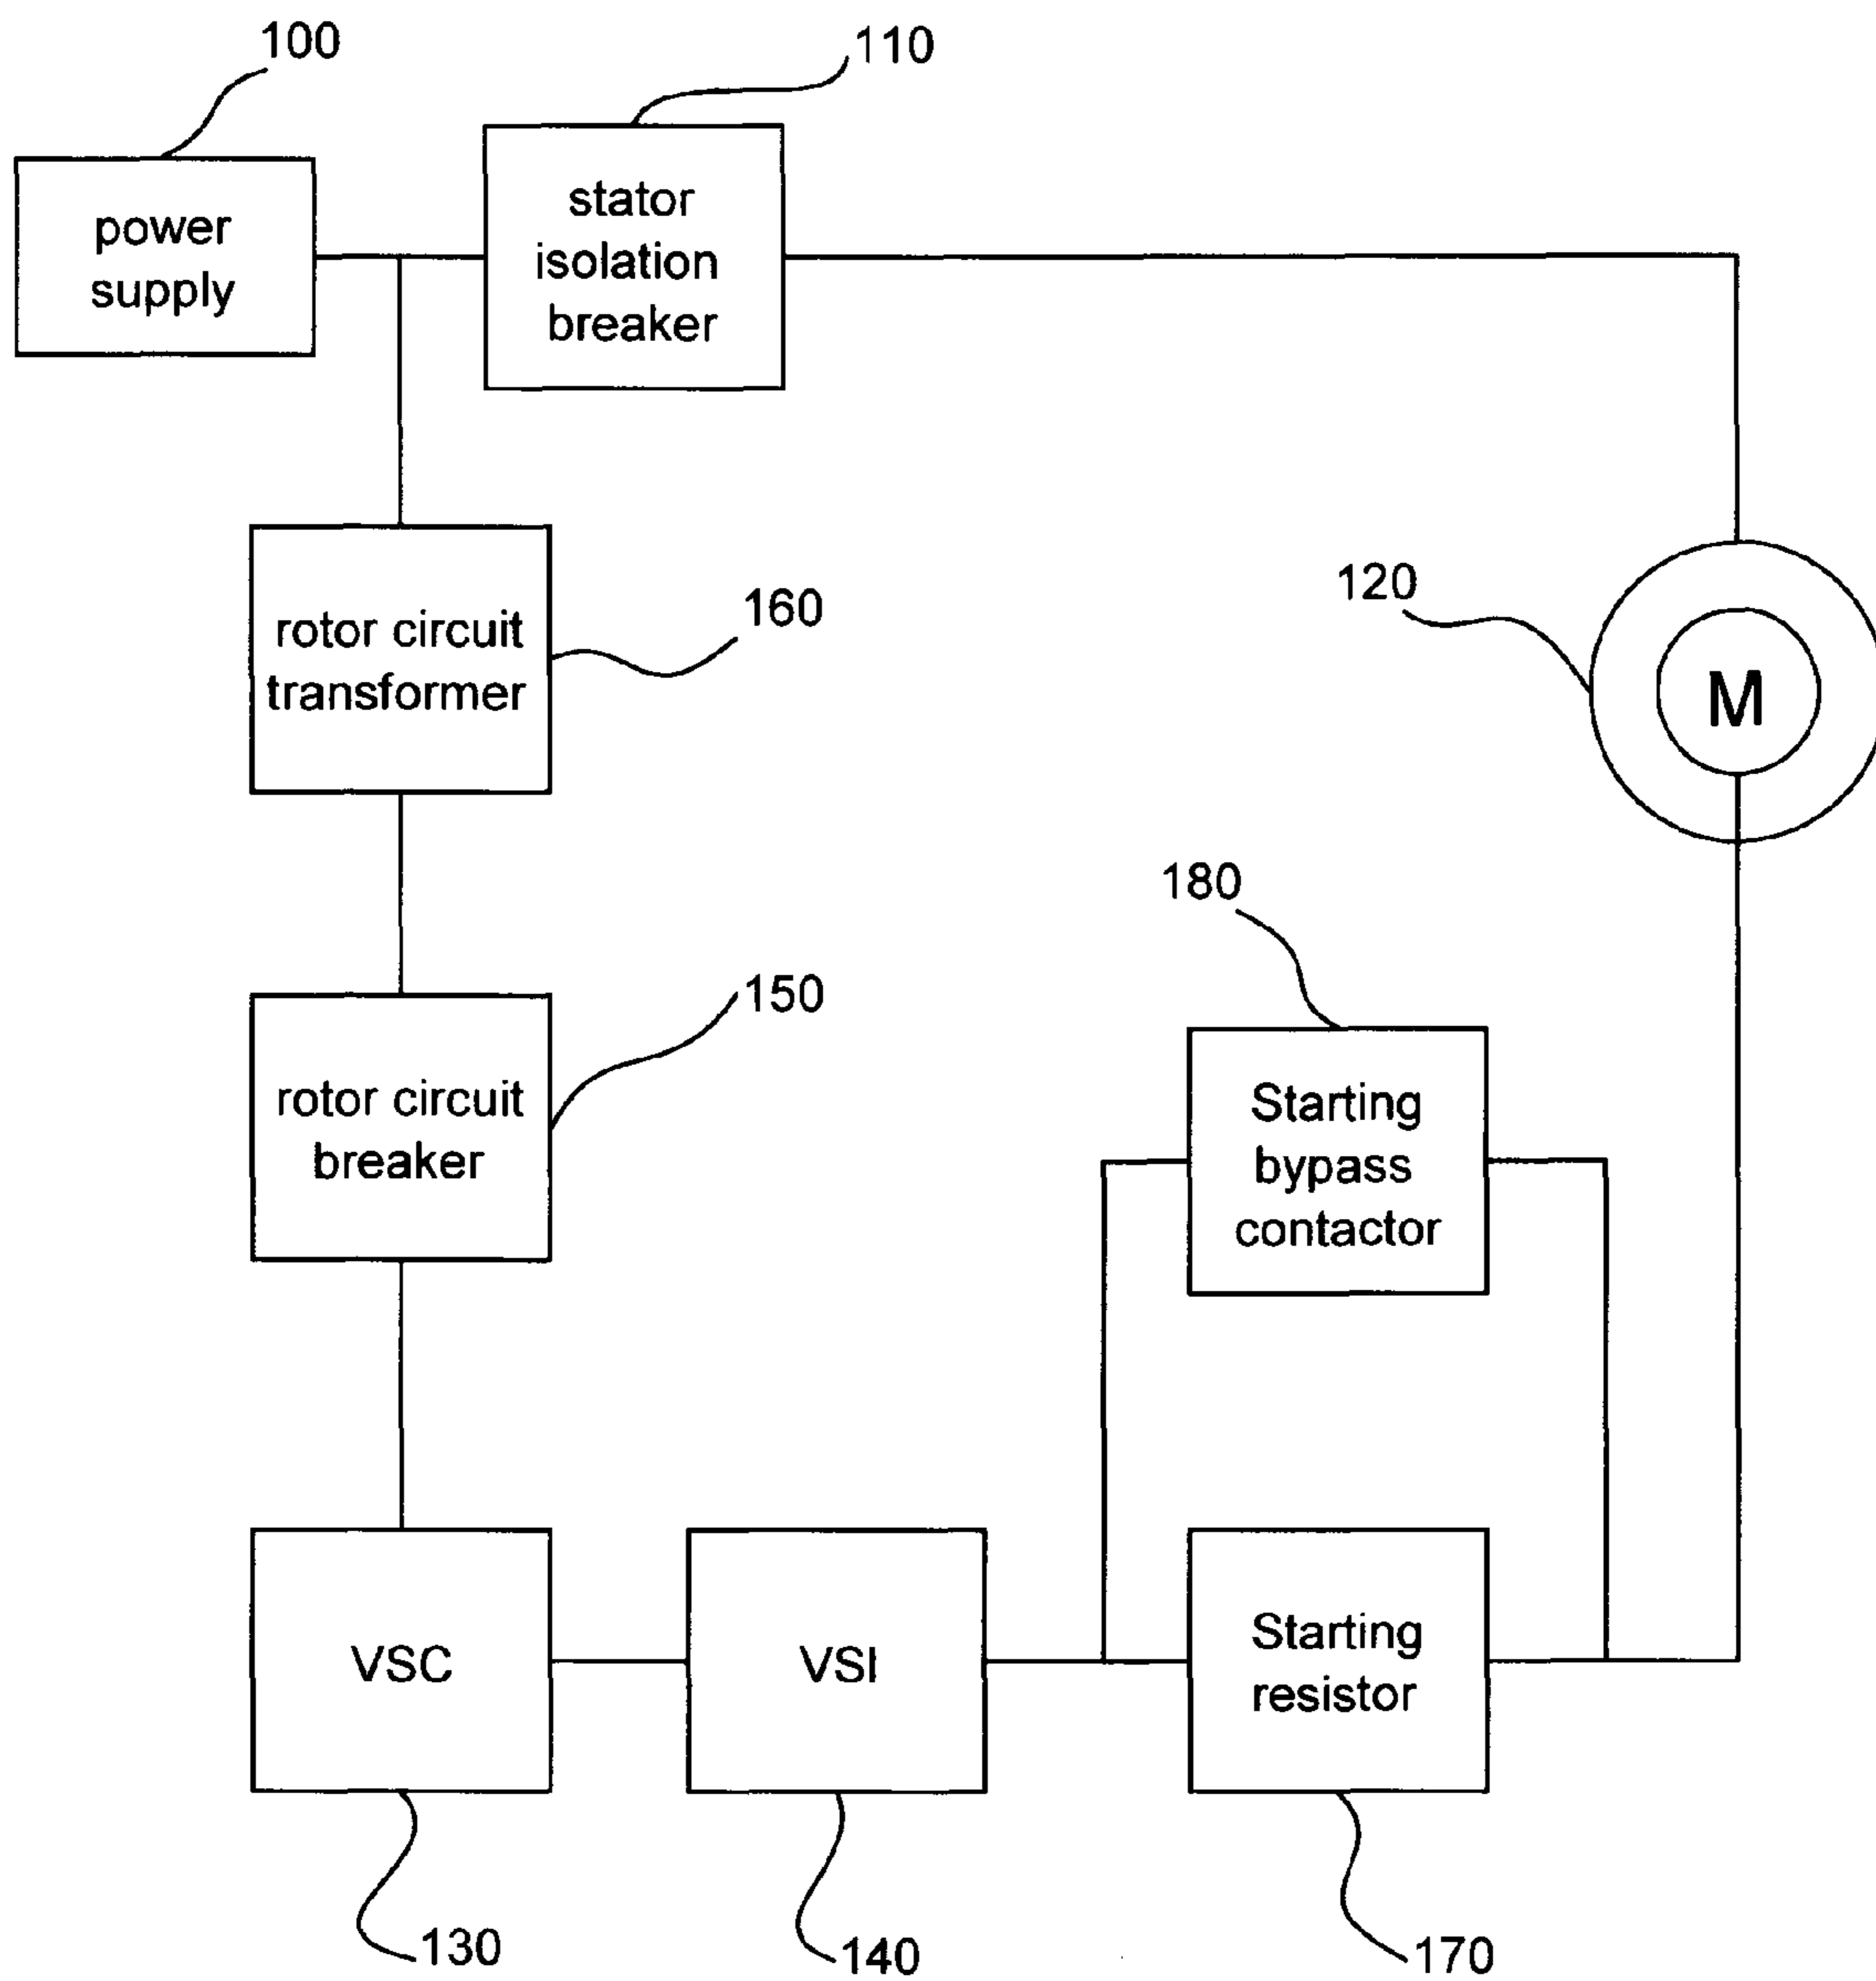 100
110
power
supply
stator
isolation
breaker
120
160
rotor circuit
transformer
M
180
150
rotor circuit
breaker
Starting
bypass
contactor
VSC
VSI
Starting
resistor
130
140
170